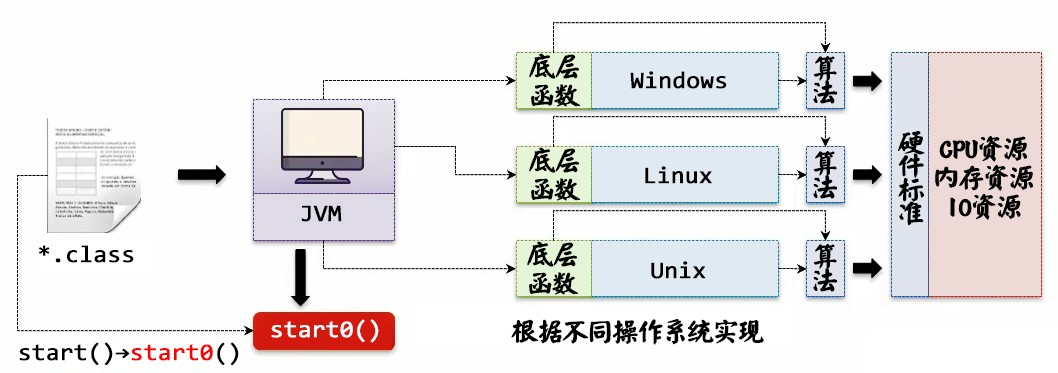 *.class
start()→start0()
JVM
start0()
底层
函数
Windows
算
法
底层
函数
Linux
算
法
底层
函数
Unix
算
法
根据不同操作系统实现
硬件标准
CPU资源
内存资源
IO资源